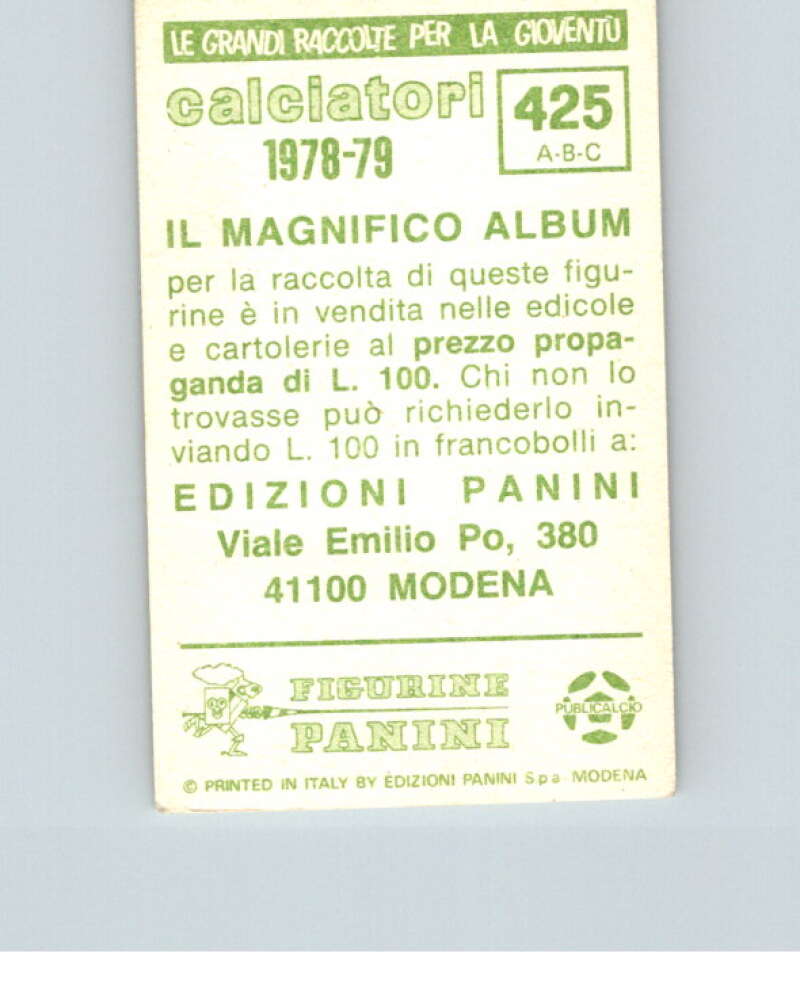 LE GRANDI RACCOLTE PER LA GIOVENTÙ
calciatori
1978-79
425
A-B-C
IL MAGNIFICO ALBUM
per la raccolta di queste figu-
rine è in vendita nelle edicole
e cartolerie al prezzo propa-
ganda di L. 100. Chi non lo
trovasse può richiederlo in-
viando L. 100 in francobolli a:
EDIZIONI PANINI
Viale Emilio Po, 380
41100 MODENA
FIGURINE
PANINI
PUBLICALCIO
© PRINTED IN ITALY BY EDIZIONI PANINI S.p.a. MODENA